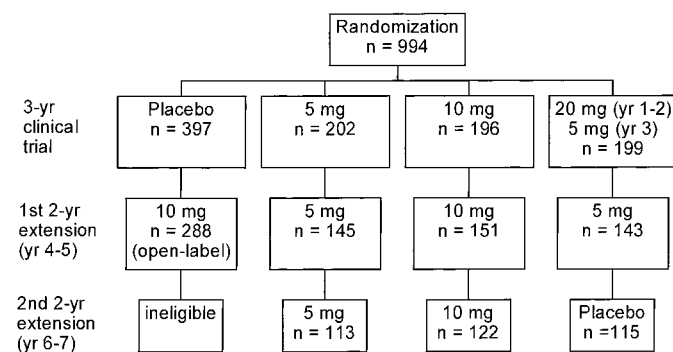 Randomization
n = 994
3-yr
clinical
trial
Placebo
n = 397
5 mg
n = 202
10 mg
n = 196
20 mg (yr 1-2)
5 mg (yr 3)
n = 199
1st 2-yr
extension
(yr 4-5)
10 mg
n = 288
(open-label)
5 mg
n = 145
10 mg
n = 151
5 mg
n = 143
2nd 2-yr
extension
(yr 6-7)
ineligible
5 mg
n = 113
10 mg
n = 122
Placebo
n =115